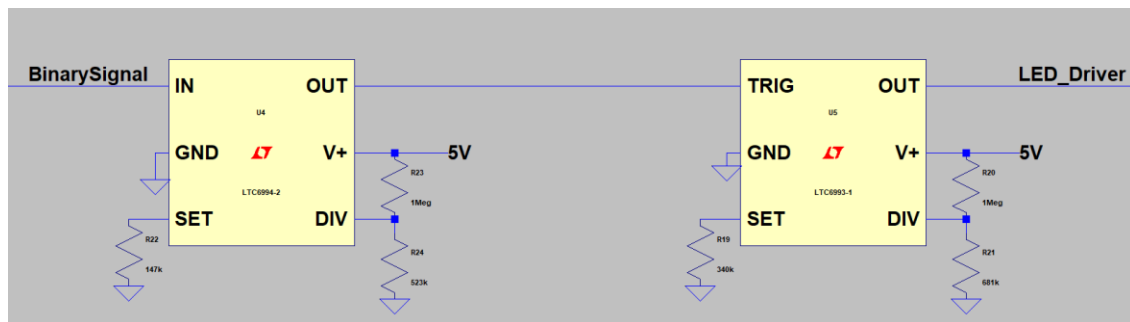 BinarySignal
IN
OUT
U4
GND
V+
5V
LTC6994-2
R23
1Meg
SET
DIV
R22
147k
R24
523k
TRIG
OUT
LED_Driver
U5
GND
V+
5V
LTC6993-1
R20
1Meg
SET
DIV
R19
340k
R21
681k